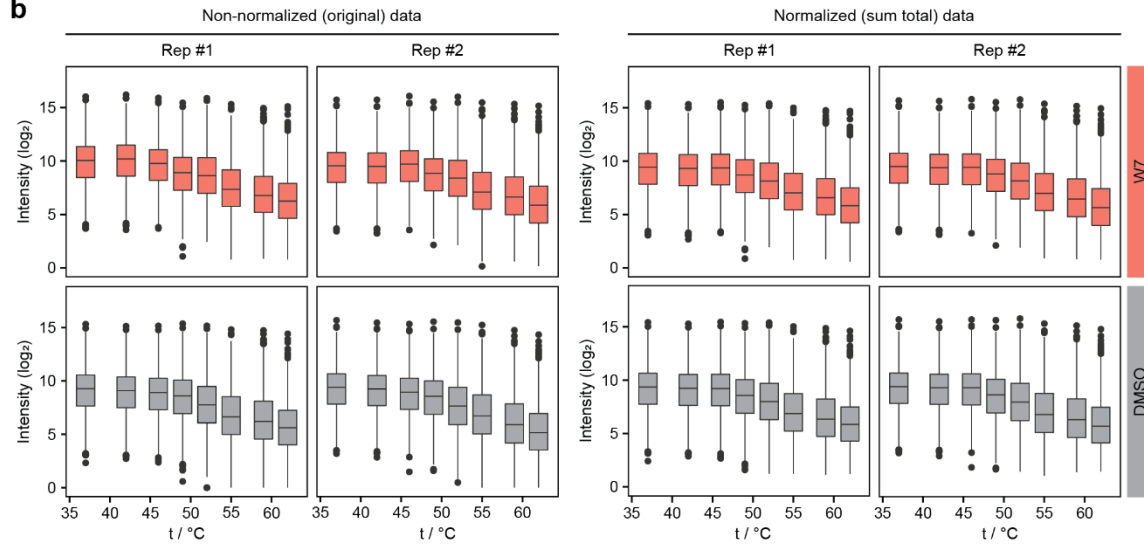 b
Non-normalized (original) data
Normalized (sum total) data
Rep #1
Rep #2
Rep #1
Rep #2
Intensity (log₂)
15
10
5
0
Intensity (log₂)
15
10
5
0
W7
Intensity (log₂)
15
10
5
0
Intensity (log₂)
15
10
5
0
DMSO
35 40 45 50 55 60
35 40 45 50 55 60
35 40 45 50 55 60
35 40 45 50 55 60
t / °C
t / °C
t / °C
t / °C